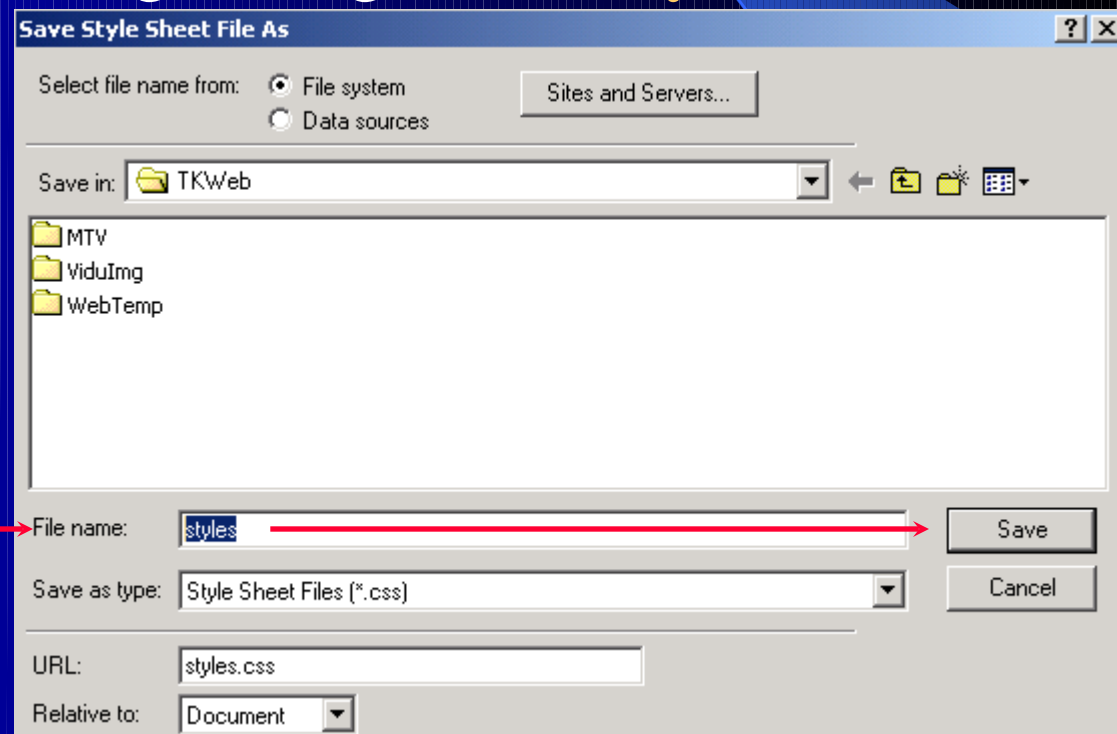 Save Style Sheet File As
Select file name from: File system Sites and Servers...
Data sources
Save in: TKWeb
MTV
ViduImg
WebTemp
File name: styles Save
Save as type: Style Sheet Files (*.css) Cancel
URL: styles.css
Relative to: Document